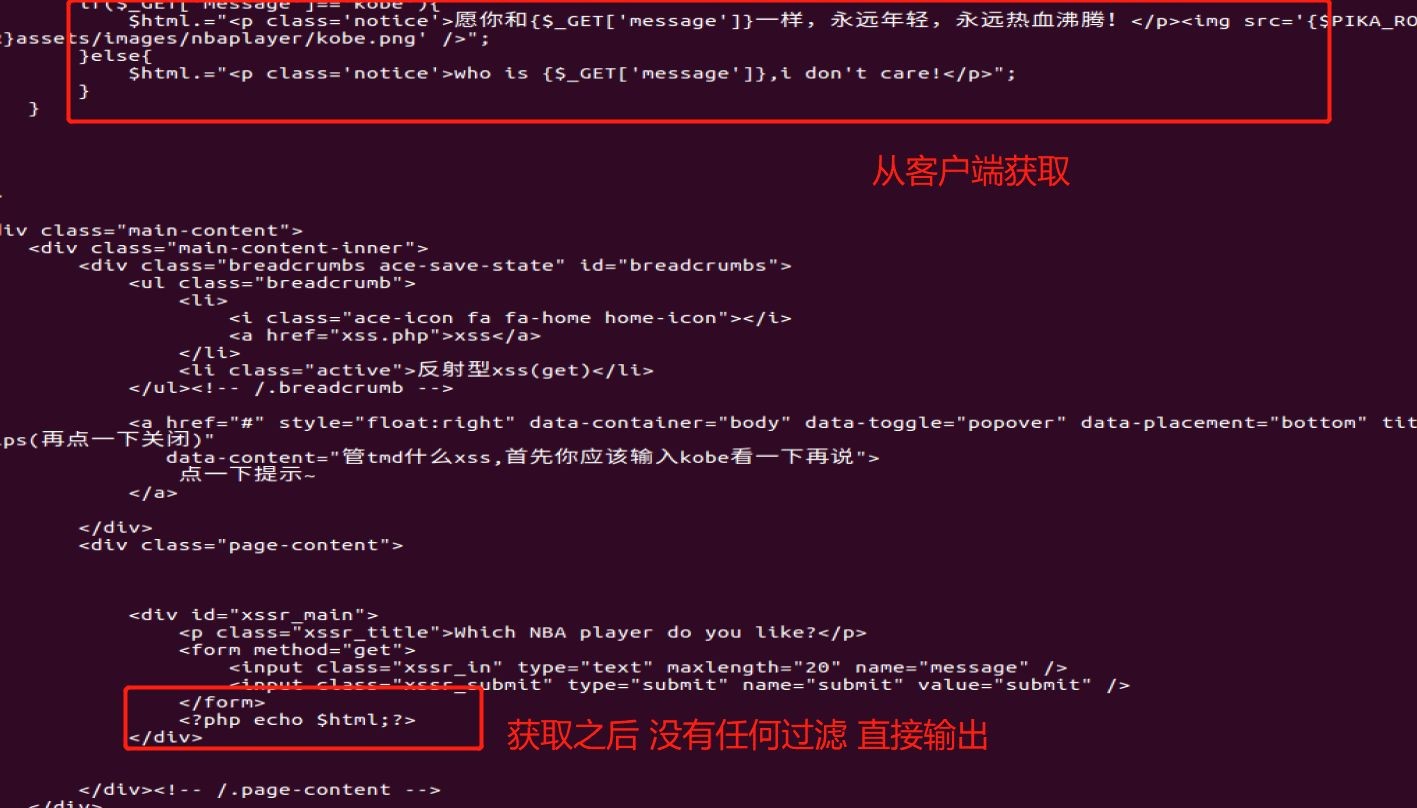 if($_GET['message']=='kobe'){
$html.="<p class='notice'>愿你和{$_GET['message']}一样，永远年轻，永远热血沸腾！</p><img src='{$PIKA_RO
}assets/images/nbaplayer/kobe.png' />";
}else{
$html.="<p class='notice'>who is {$_GET['message']},i don't care!</p>";
}
}
从客户端获取
div class="main-content">
<div class="main-content-inner">
<div class="breadcrumbs ace-save-state" id="breadcrumbs">
<ul class="breadcrumb">
<li>
<i class="ace-icon fa fa-home home-icon"></i>
<a href="xss.php">xss</a>
</li>
<li class="active">反射型xss(get)</li>
</ul><!-- /.breadcrumb -->
<a href="#" style="float:right" data-container="body" data-toggle="popover" data-placement="bottom" tit
ps(再点一下关闭)"
data-content="管tmd什么xss,首先你应该输入kobe看一下再说">
点一下提示~
</a>
</div>
<div class="page-content">
<div id="xssr_main">
<p class="xssr_title">Which NBA player do you like?</p>
<form method="get">
<input class="xssr_in" type="text" maxlength="20" name="message" />
<input class="xssr_submit" type="submit" name="submit" value="submit" />
</form>
<?php echo $html;?>
</div>
获取之后 没有任何过滤 直接输出
</div><!-- /.page-content -->
</div>